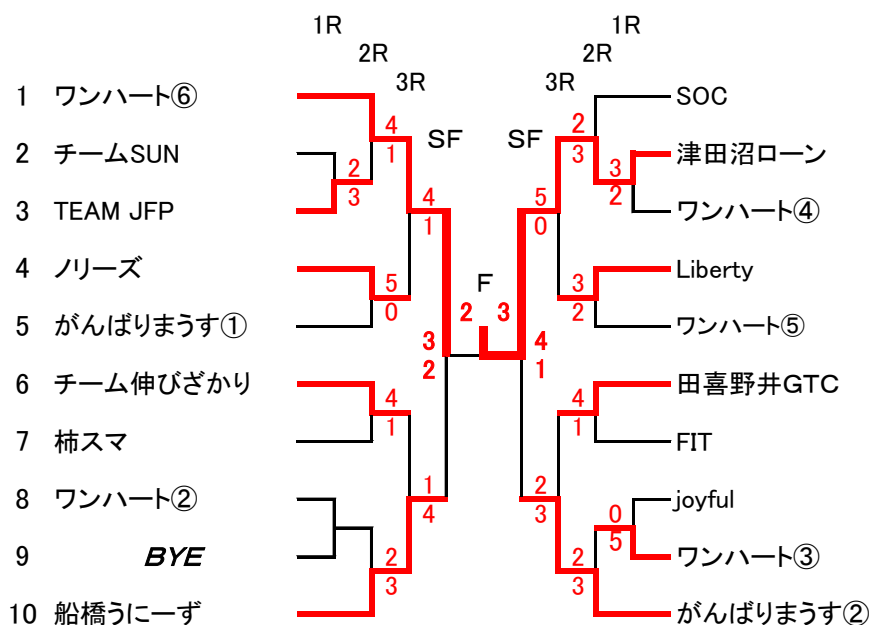 1R 1R
2R 2R
3R 3R
1 ワンハート⑥ SOC
4 2
SF SF
1 3
2 チームSUN 津田沼ローン
2 3
3 2
4 5
3 TEAM JFP ワンハート④
1 0
4 ノリーズ Liberty
5 F 3
0 2 3 2
5 がんばりまうす① ワンハート⑤
3 4
2 1
6 チーム伸びざかり 田喜野井GTC
4 4
1 1
7 柿スマ FIT
1 2
8 ワンハート② joyful
4 0 3
5
9 BYE ワンハート③
2 2
3 3
10 船橋うにーず がんばりまうす②